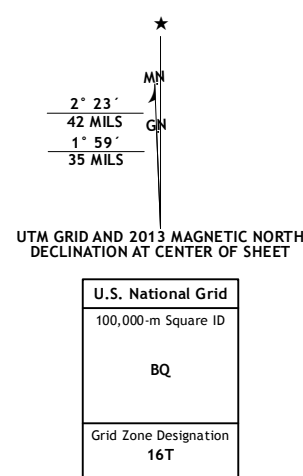 MN
2° 23´
42 MILS
GN
1° 59´
35 MILS
UTM GRID AND 2013 MAGNETIC NORTH
DECLINATION AT CENTER OF SHEET
U.S. National Grid
100,000-m Square ID
BQ
Grid Zone Designation
16T